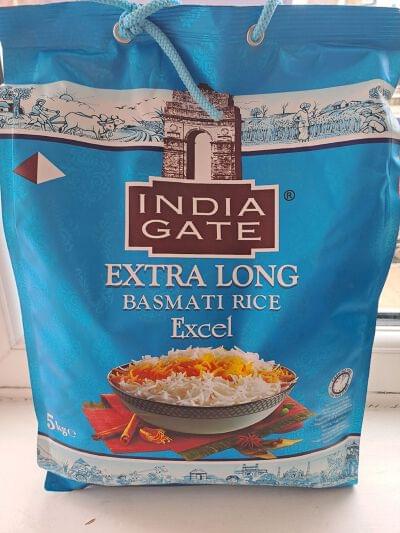 INDIA
GATE
®
EXTRA LONG
BASMATI RICE
Excel
5kg℮